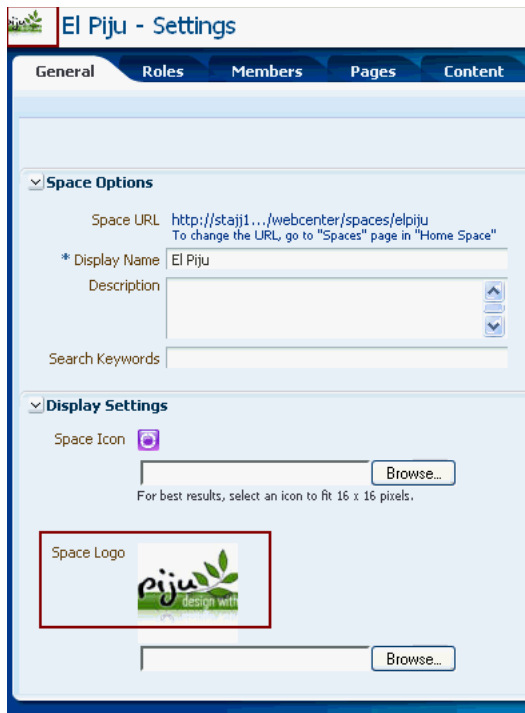 El Piju - Settings
General Roles Members Pages Content
Space Options
Space URL http://stajj1.../webcenter/spaces/elpiju
To change the URL, go to "Spaces" page in "Home Space"
* Display Name El Piju
Description
Search Keywords
Display Settings
Space Icon
Browse...
For best results, select an icon to fit 16 x 16 pixels.
Space Logo
piju
design with
Browse...